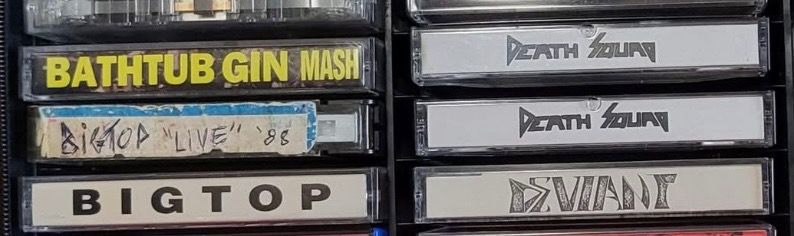 BATHTUB GIN MASH
BIGTOP "LIVE" '88
BIGTOP
DEATH SQUAD
DEATH SQUAD
DEVIANT